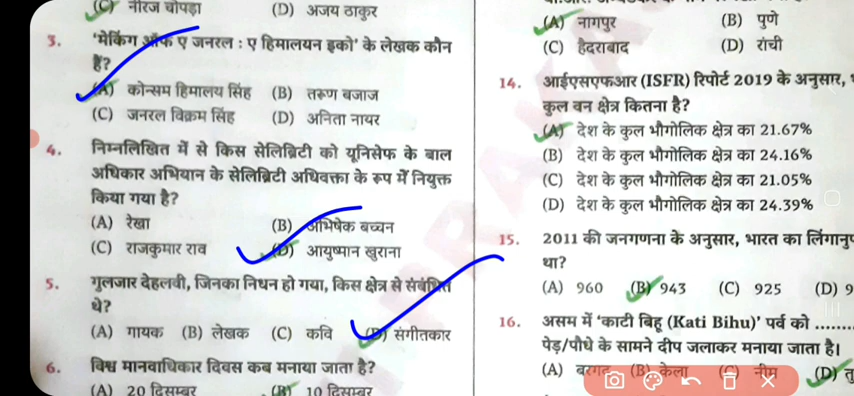 (C) नीरज चोपड़ा (D) अजय ठाकुर
3. ‘मेकिंग ऑफ ए जनरल : ए हिमालयन इको’ के लेखक कौन
हैं?
(A) कोन्सम हिमालय सिंह (B) तरूण बजाज
(C) जनरल विक्रम सिंह (D) अनिता नायर
4. निम्नलिखित में से किस सेलिब्रिटी को यूनिसेफ के बाल
अधिकार अभियान के सेलिब्रिटी अधिवक्ता के रूप में नियुक्त
किया गया है?
(A) रेखा (B) अभिषेक बच्चन
(C) राजकुमार राव (D) आयुष्मान खुराना
5. गुलजार देहलवी, जिनका निधन हो गया, किस क्षेत्र से संबंधित
थे?
(A) गायक (B) लेखक (C) कवि (D) संगीतकार
6. विश्व मानवाधिकार दिवस कब मनाया जाता है?
(A) 20 दिसम्बर (B) 10 दिसम्बर
(A) नागपुर (B) पुणे
(C) हैदराबाद (D) रांची
14. आईएसएफआर (ISFR) रिपोर्ट 2019 के अनुसार,
कुल वन क्षेत्र कितना है?
(A) देश के कुल भौगोलिक क्षेत्र का 21.67%
(B) देश के कुल भौगोलिक क्षेत्र का 24.16%
(C) देश के कुल भौगोलिक क्षेत्र का 21.05%
(D) देश के कुल भौगोलिक क्षेत्र का 24.39%
15. 2011 की जनगणना के अनुसार, भारत का लिंगानु
था?
(A) 960 (B) 943 (C) 925 (D) 9
16. असम में ‘काटी बिहू (Kati Bihu)’ पर्व को ........
पेड़/पौधे के सामने दीप जलाकर मनाया जाता है।
(A) बरगद (B) केला (C) नीम (D) तु